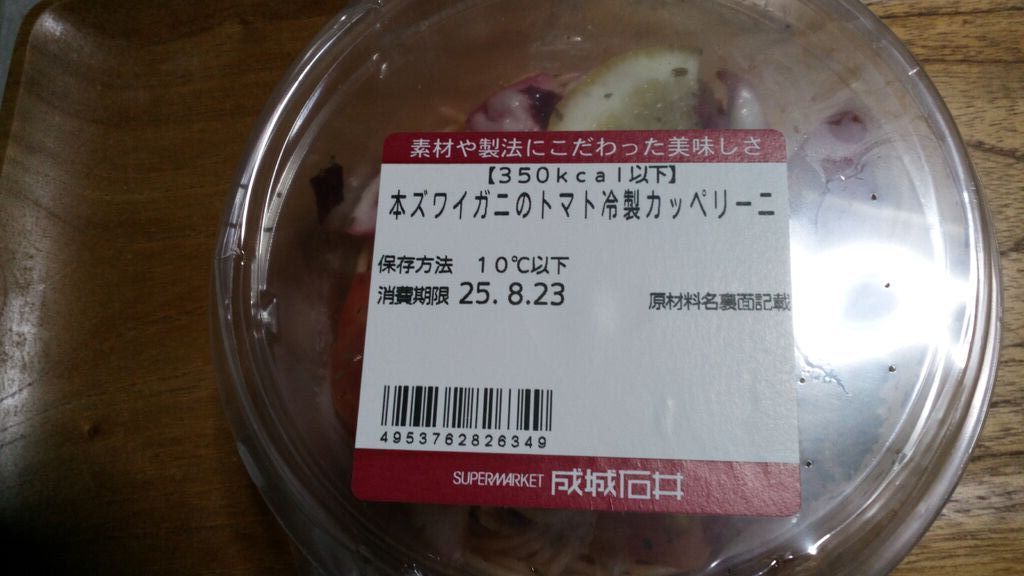 素材や製法にこだわった美味しさ
【350kcal以下】
本ズワイガニのトマト冷製カッペリーニ
保存方法 10℃以下
消費期限 25.8.23
原材料名裏面記載
4953762826349
SUPERMARKET 成城石井